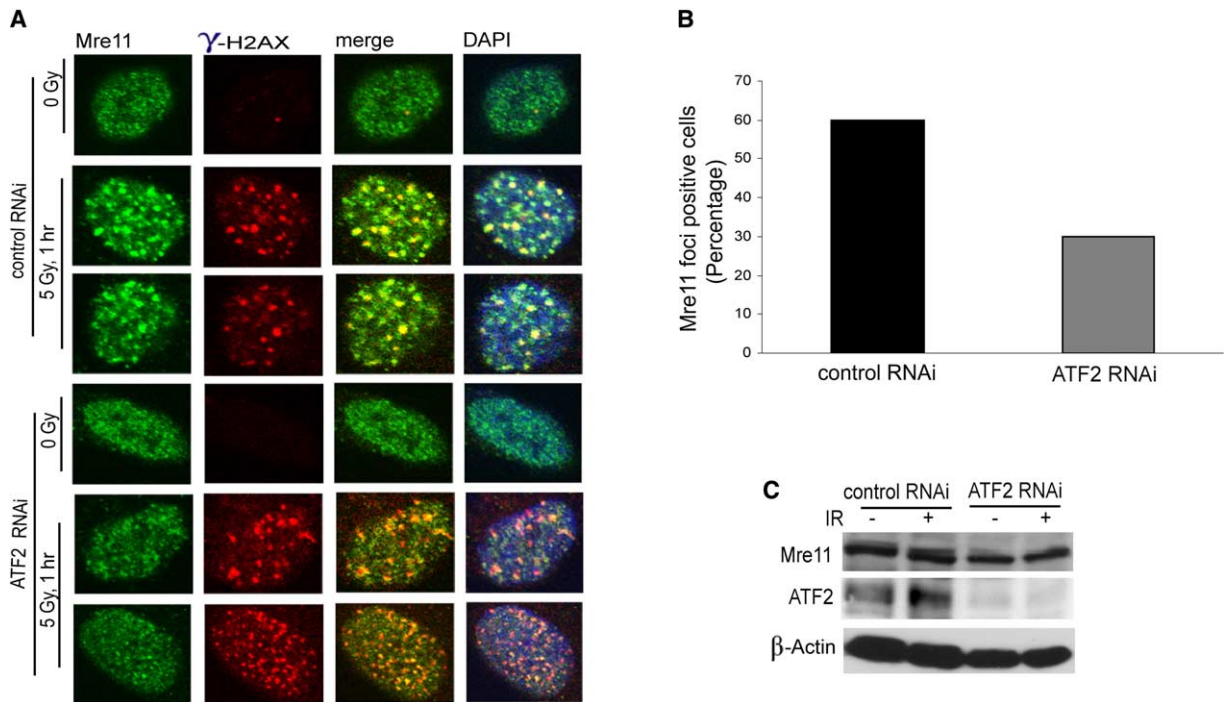 A
Mre11 γ-H2AX merge DAPI
control RNAi
0 Gy
5 Gy, 1 hr
ATF2 RNAi
0 Gy
5 Gy, 1 hr
B
Mre11 foci positive cells
(Percentage)
70
60
50
40
30
20
10
0
control RNAi ATF2 RNAi
C
control RNAi ATF2 RNAi
IR - + - +
Mre11
ATF2
β-Actin